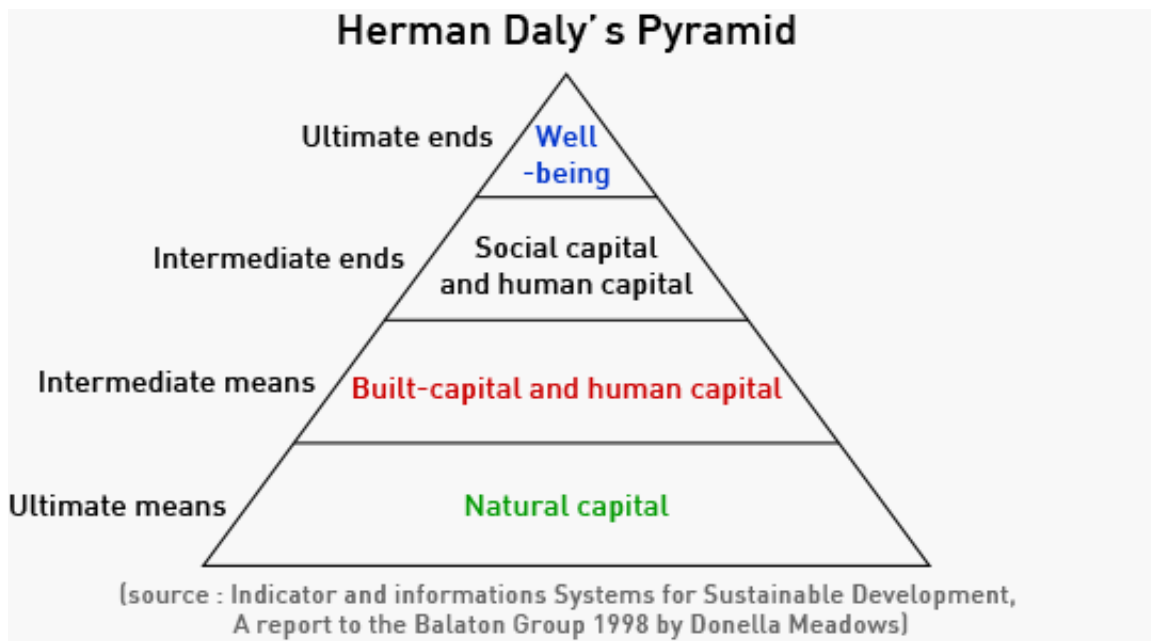 Herman Daly's Pyramid
Ultimate ends
Well
-being
Intermediate ends
Social capital
and human capital
Intermediate means
Built-capital and human capital
Ultimate means
Natural capital
(source : Indicator and informations Systems for Sustainable Development,
A report to the Balaton Group 1998 by Donella Meadows)